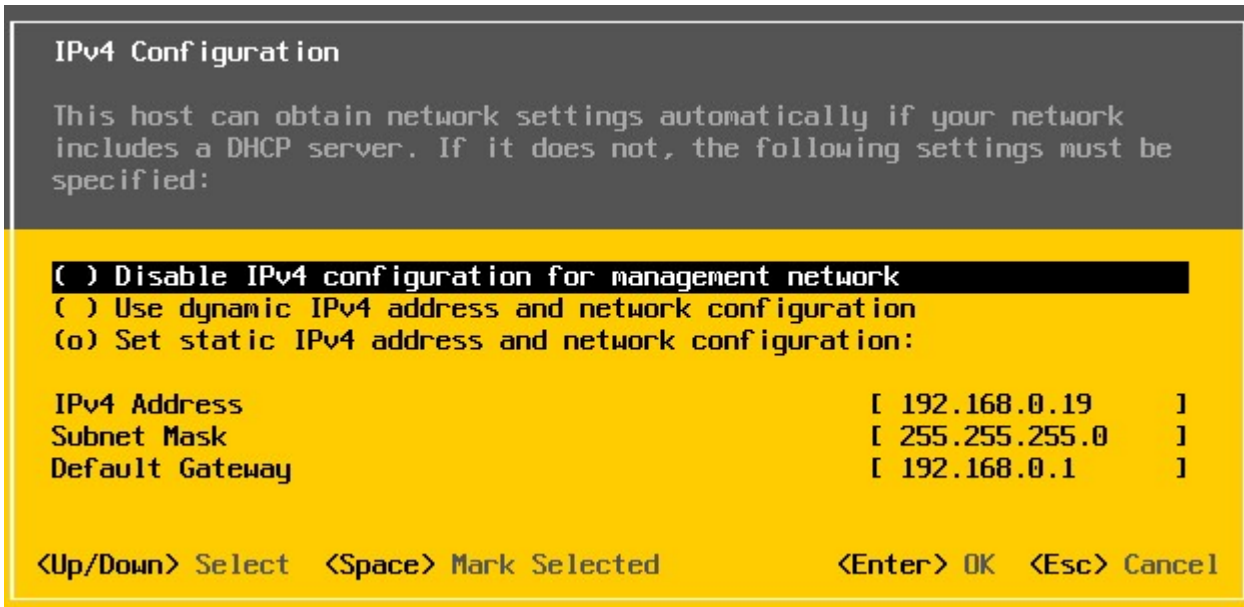 IPv4 Configuration
This host can obtain network settings automatically if your network
includes a DHCP server. If it does not, the following settings must be
specified:
( ) Disable IPv4 configuration for management network
( ) Use dynamic IPv4 address and network configuration
(o) Set static IPv4 address and network configuration:
IPv4 Address [ 192.168.0.19 ]
Subnet Mask [ 255.255.255.0 ]
Default Gateway [ 192.168.0.1 ]
<Up/Down> Select <Space> Mark Selected <Enter> OK <Esc> Cancel